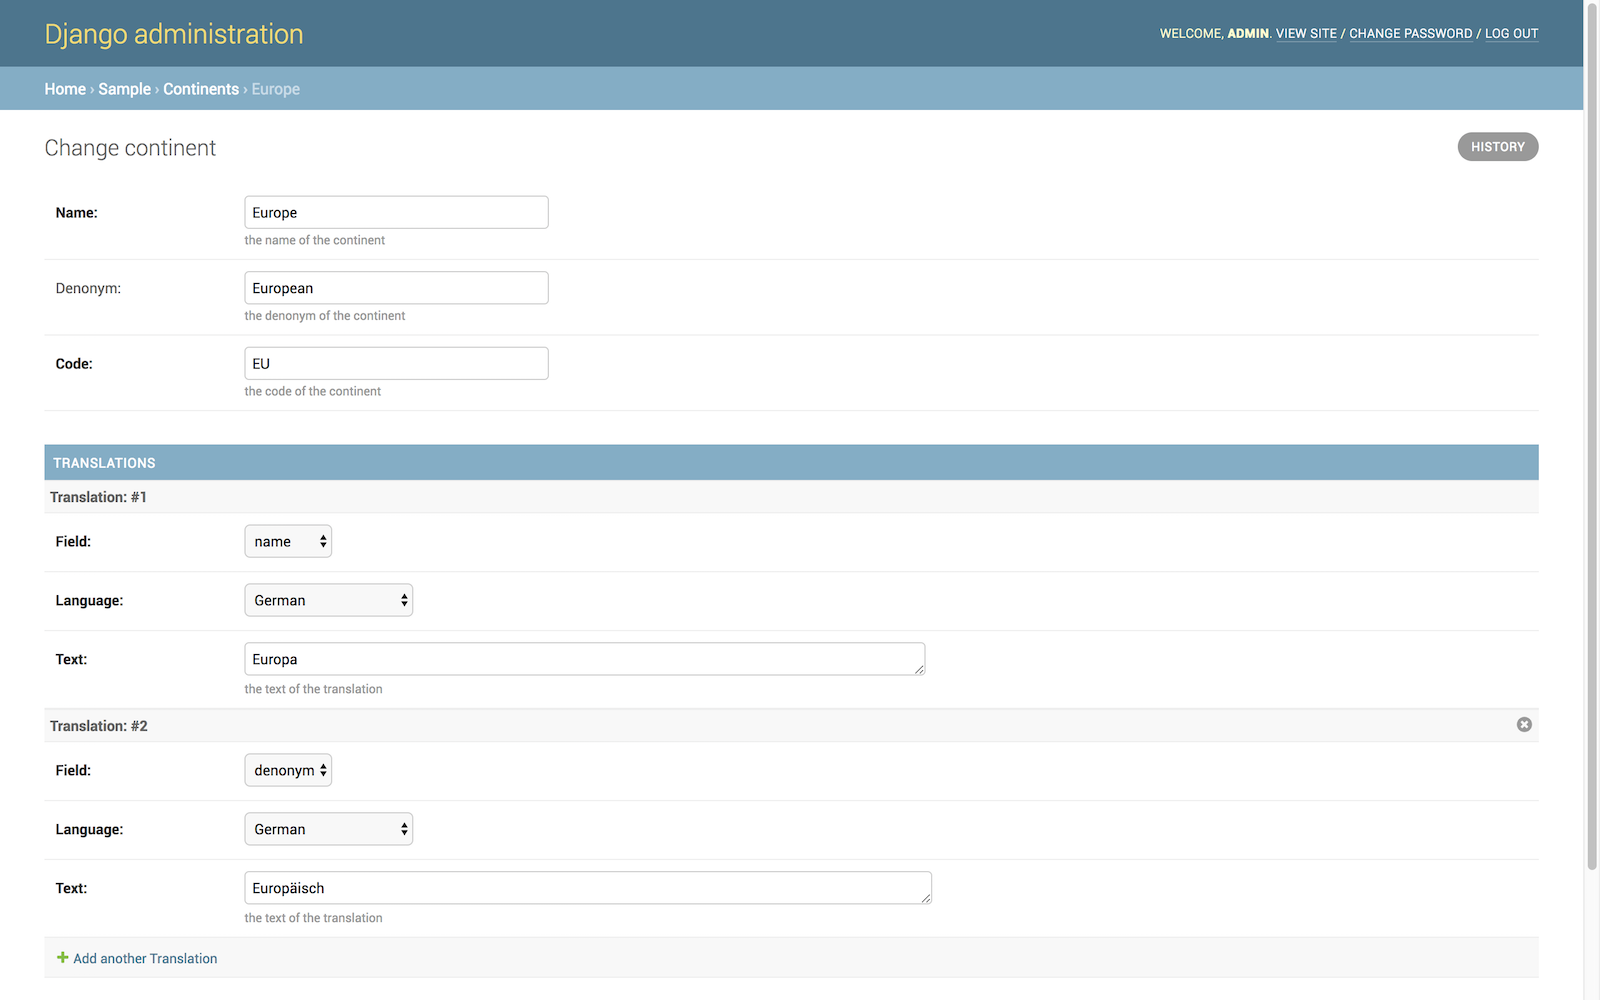 Django administration
WELCOME, ADMIN. VIEW SITE / CHANGE PASSWORD / LOG OUT
Home › Sample › Continents › Europe
Change continent
HISTORY
Name:
Europe
the name of the continent
Denonym:
European
the denonym of the continent
Code:
EU
the code of the continent
TRANSLATIONS
Translation: #1
Field:
name
Language:
German
Text:
Europa
the text of the translation
Translation: #2
Field:
denonym
Language:
German
Text:
Europäisch
the text of the translation
Add another Translation